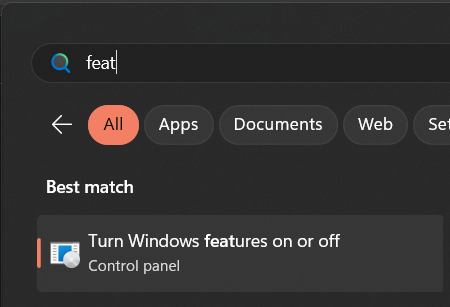 feat
All Apps Documents Web Set
Best match
Turn Windows features on or off
Control panel